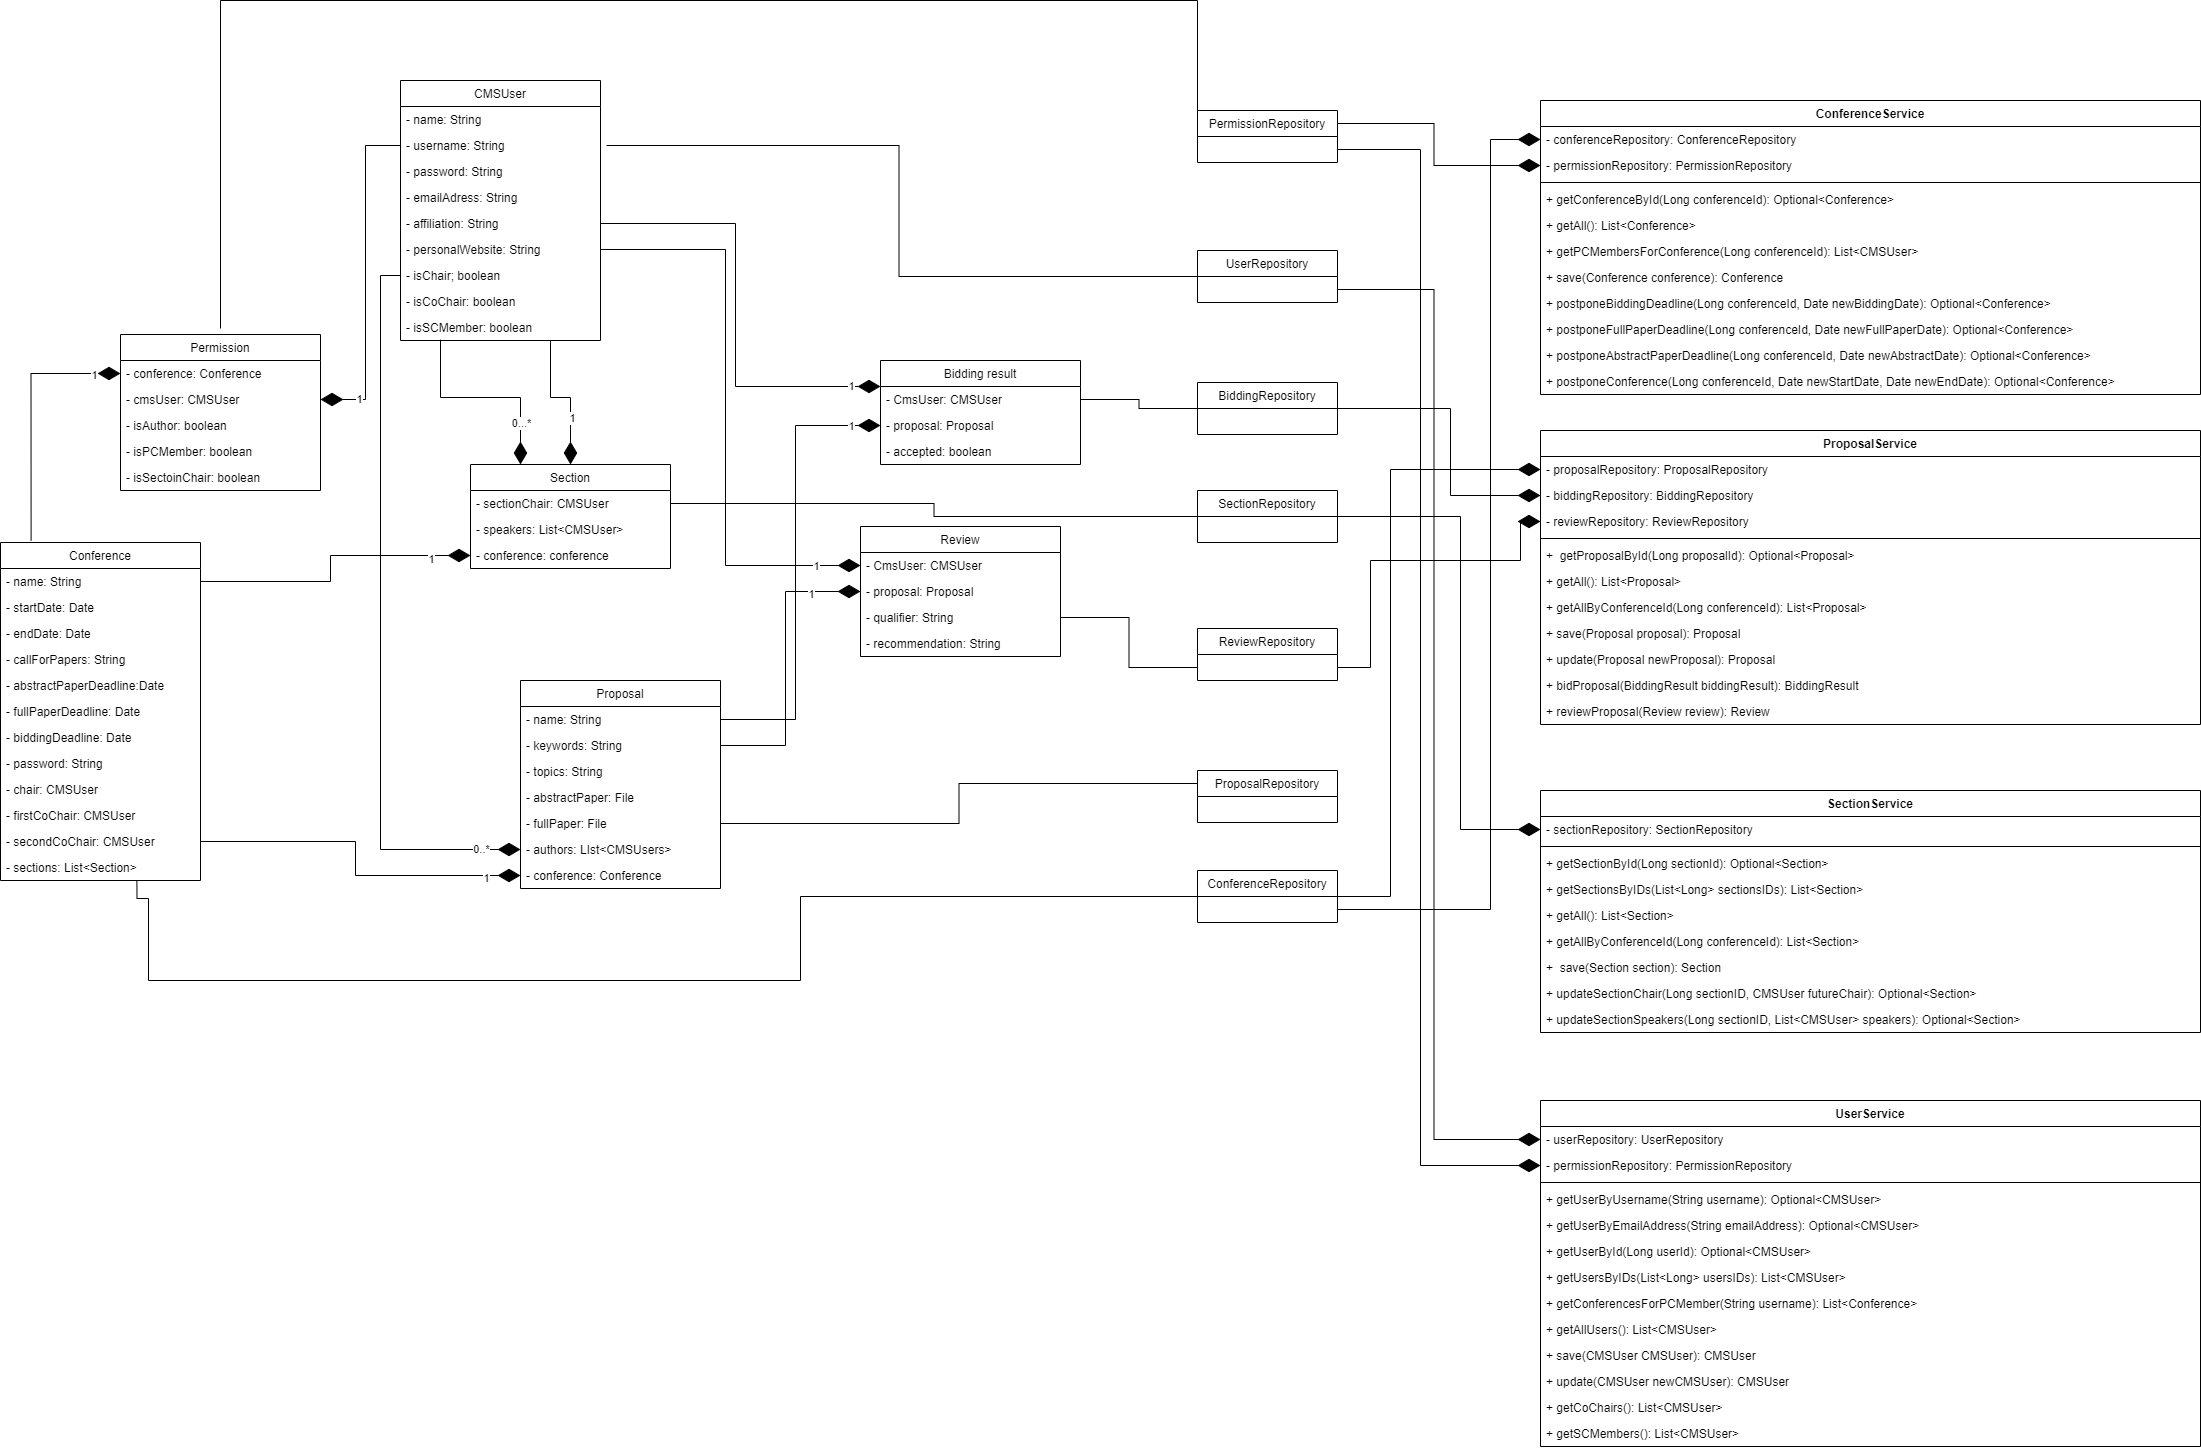 CMSUser
- name: String
- username: String
- password: String
- emailAdress: String
- affiliation: String
- personalWebsite: String
- isChair; boolean
- isCoChair: boolean
- isSCMember: boolean
Permission
- conference: Conference
- cmsUser: CMSUser
- isAuthor: boolean
- isPCMember: boolean
- isSectoinChair: boolean
1
1
0...*
1
Section
- sectionChair: CMSUser
- speakers: List<CMSUser>
- conference: conference
1
Conference
- name: String
- startDate: Date
- endDate: Date
- callForPapers: String
- abstractPaperDeadline:Date
- fullPaperDeadline: Date
- biddingDeadline: Date
- password: String
- chair: CMSUser
- firstCoChair: CMSUser
- secondCoChair: CMSUser
- sections: List<Section>
Bidding result
- CmsUser: CMSUser
- proposal: Proposal
- accepted: boolean
1
1
Review
- CmsUser: CMSUser
- proposal: Proposal
- qualifier: String
- recommendation: String
1
1
Proposal
- name: String
- keywords: String
- topics: String
- abstractPaper: File
- fullPaper: File
- authors: LIst<CMSUsers>
- conference: Conference
0..*
1
PermissionRepository
UserRepository
BiddingRepository
SectionRepository
ReviewRepository
ProposalRepository
ConferenceRepository
ConferenceService
- conferenceRepository: ConferenceRepository
- permissionRepository: PermissionRepository
+ getConferenceById(Long conferenceId): Optional<Conference>
+ getAll(): List<Conference>
+ getPCMembersForConference(Long conferenceId): List<CMSUser>
+ save(Conference conference): Conference
+ postponeBiddingDeadline(Long conferenceId, Date newBiddingDate): Optional<Conference>
+ postponeFullPaperDeadline(Long conferenceId, Date newFullPaperDate): Optional<Conference>
+ postponeAbstractPaperDeadline(Long conferenceId, Date newAbstractDate): Optional<Conference>
+ postponeConference(Long conferenceId, Date newStartDate, Date newEndDate): Optional<Conference>
ProposalService
- proposalRepository: ProposalRepository
- biddingRepository: BiddingRepository
- reviewRepository: ReviewRepository
+ getProposalById(Long proposalId): Optional<Proposal>
+ getAll(): List<Proposal>
+ getAllByConferenceId(Long conferenceId): List<Proposal>
+ save(Proposal proposal): Proposal
+ update(Proposal newProposal): Proposal
+ bidProposal(BiddingResult biddingResult): BiddingResult
+ reviewProposal(Review review): Review
SectionService
- sectionRepository: SectionRepository
+ getSectionById(Long sectionId): Optional<Section>
+ getSectionsByIDs(List<Long> sectionsIDs): List<Section>
+ getAll(): List<Section>
+ getAllByConferenceId(Long conferenceId): List<Section>
+ save(Section section): Section
+ updateSectionChair(Long sectionID, CMSUser futureChair): Optional<Section>
+ updateSectionSpeakers(Long sectionID, List<CMSUser> speakers): Optional<Section>
UserService
- userRepository: UserRepository
- permissionRepository: PermissionRepository
+ getUserByUsername(String username): Optional<CMSUser>
+ getUserByEmailAddress(String emailAddress): Optional<CMSUser>
+ getUserById(Long userId): Optional<CMSUser>
+ getUsersByIDs(List<Long> usersIDs): List<CMSUser>
+ getConferencesForPCMember(String username): List<Conference>
+ getAllUsers(): List<CMSUser>
+ save(CMSUser CMSUser): CMSUser
+ update(CMSUser newCMSUser): CMSUser
+ getCoChairs(): List<CMSUser>
+ getSCMembers(): List<CMSUser>